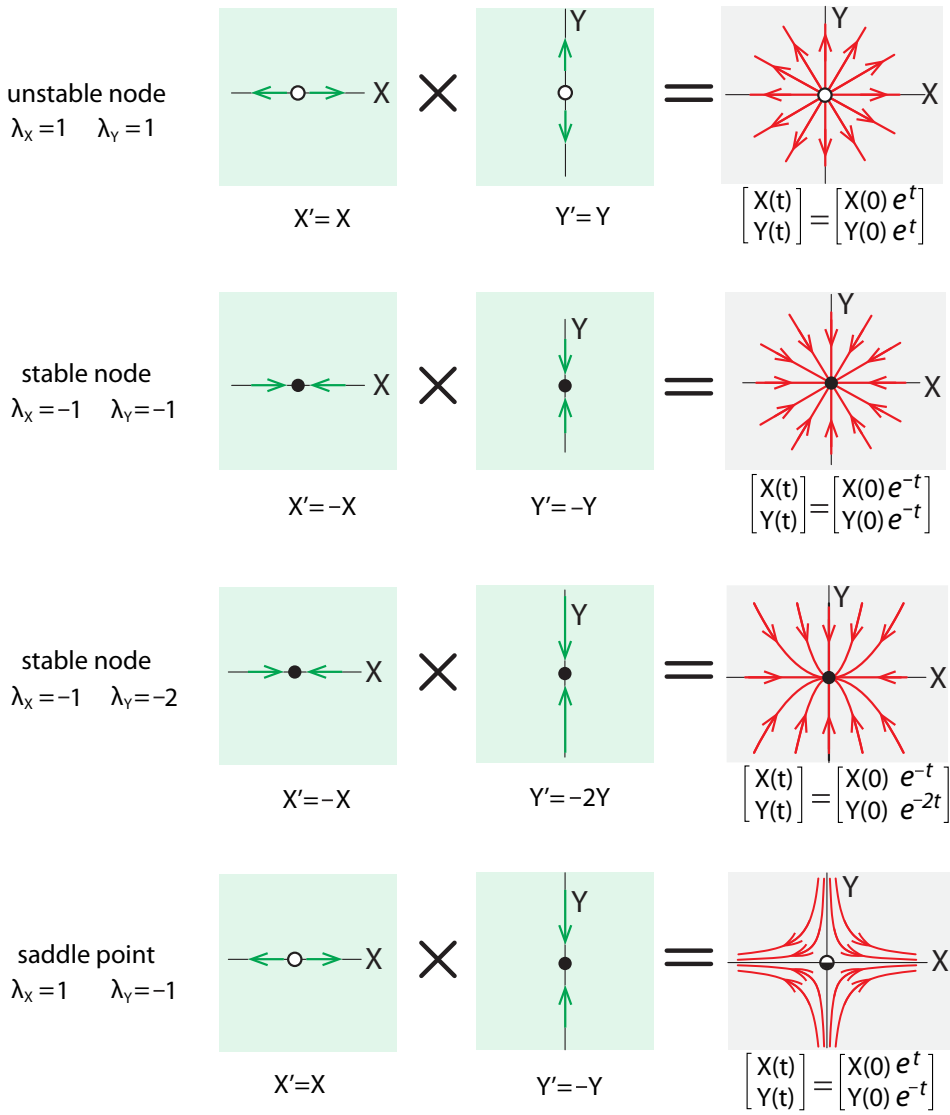 unstable node
λX = 1 λY = 1
X
×
Y
=
Y
X
X' = X
Y' = Y
[X(t)] = [X(0) e^t]
[Y(t)] = [Y(0) e^t]
stable node
λX = –1 λY = –1
X
×
Y
=
Y
X
X' = –X
Y' = –Y
[X(t)] = [X(0) e^–t]
[Y(t)] = [Y(0) e^–t]
stable node
λX = –1 λY = –2
X
×
Y
=
Y
X
X' = –X
Y' = –2Y
[X(t)] = [X(0) e^–t]
[Y(t)] = [Y(0) e^–2t]
saddle point
λX = 1 λY = –1
X
×
Y
=
Y
X
X' = X
Y' = –Y
[X(t)] = [X(0) e^t]
[Y(t)] = [Y(0) e^–t]